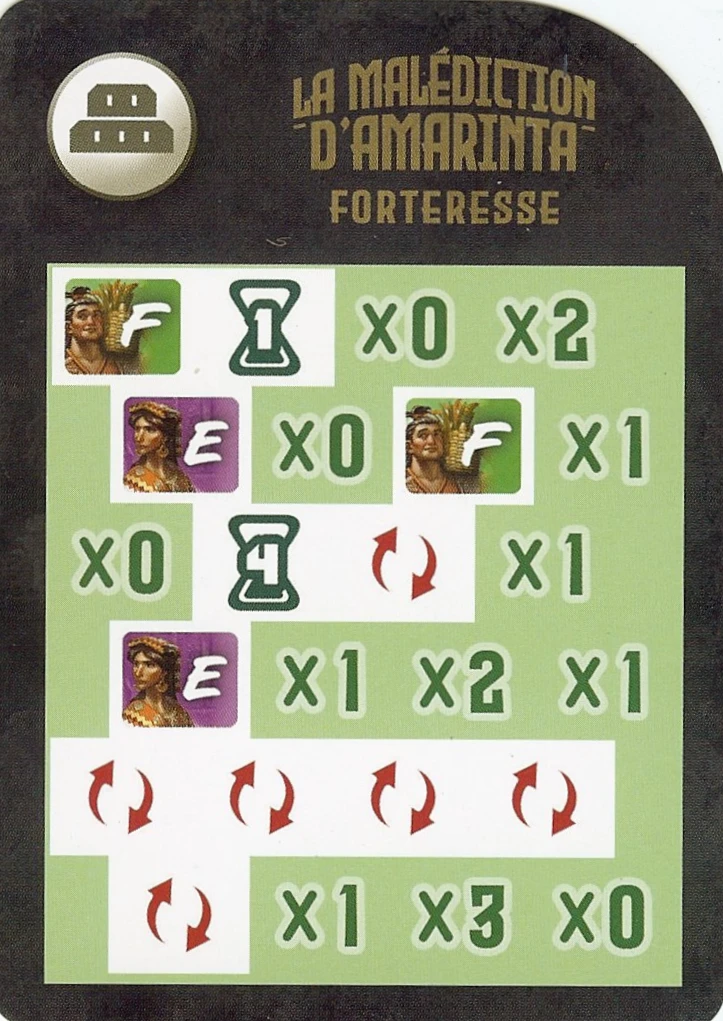 LA MALÉDICTION
D'AMARINTA
FORTERESSE
F 1 X0 X2
E X0 F X1
X0 4 X1
E X1 X2 X1
X1 X3 X0